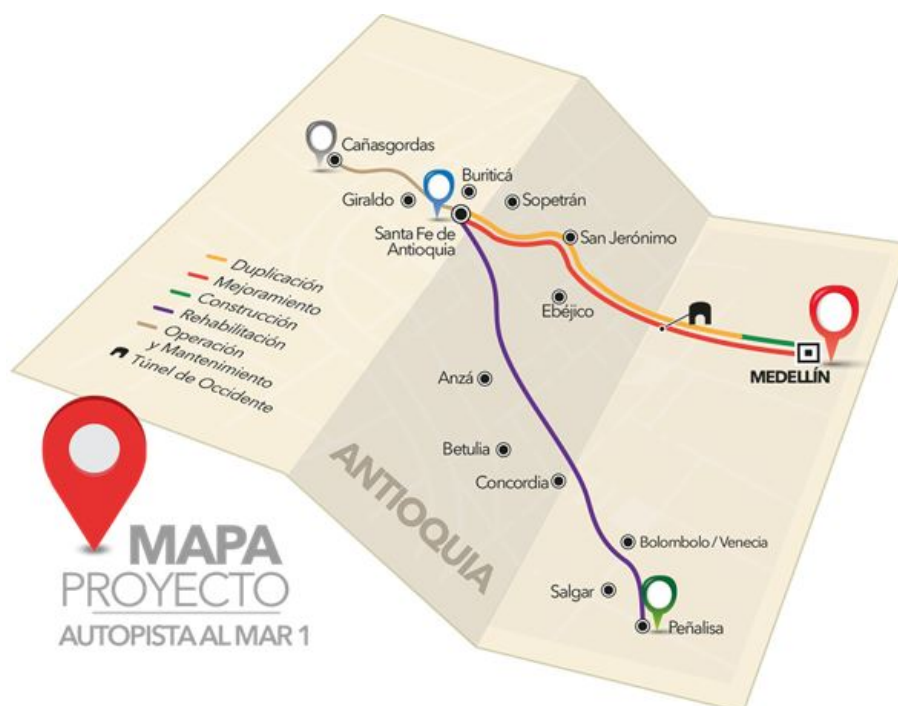 Cañasgordas
Buriticá
Giraldo
Sopetrán
Santa Fe de
Antioquia
San Jerónimo
Duplicación
Mejoramiento
Construcción
Rehabilitación
Operación
y Mantenimiento
Túnel de Occidente
Ebéjico
MEDELLÍN
Anzá
Betulia
Concordia
ANTIOQUIA
Bolombolo / Venecia
Salgar
Peñalisa
MAPA
PROYECTO
AUTOPISTA AL MAR 1